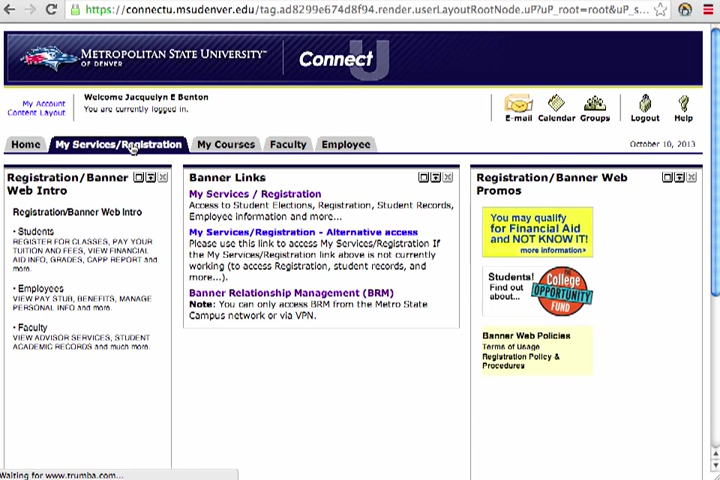 https://connectu.msudenver.edu/tag.ad8299e674d8f94.render.userLayoutRootNode.uP?uP_root=root&uP_s...
METROPOLITAN STATE UNIVERSITY™
OF DENVER
Connect U
My Account
Content Layout
Welcome Jacquelyn E Benton
You are currently logged in.
E-mail Calendar Groups Logout Help
Home My Services/Registration My Courses Faculty Employee October 10, 2013
Registration/Banner
Web Intro
Registration/Banner Web Intro
• Students
REGISTER FOR CLASSES, PAY YOUR
TUITION AND FEES, VIEW FINANCIAL
AID INFO, GRADES, CAPP REPORT and
more.
• Employees
VIEW PAY STUB, BENEFITS, MANAGE
PERSONAL INFO and more.
• Faculty
VIEW ADVISOR SERVICES, STUDENT
ACADEMIC RECORDS and much more.
Banner Links
My Services / Registration
Access to Student Elections, Registration, Student Records,
Employee information and more...
My Services/Registration - Alternative access
Please use this link to access My Services/Registration If
the My Services/Registration link above is not currently
working (to access Registration, student records, and
more...).
Banner Relationship Management (BRM)
Note: You can only access BRM from the Metro State
Campus network or via VPN.
Registration/Banner Web
Promos
You may qualify
for Financial Aid
and NOT KNOW IT!
more information>
Students!
Find out
about...
THE
College
OPPORTUNITY
FUND
Banner Web Policies
Terms of Usage
Registration Policy &
Procedures
Waiting for www.trumba.com...